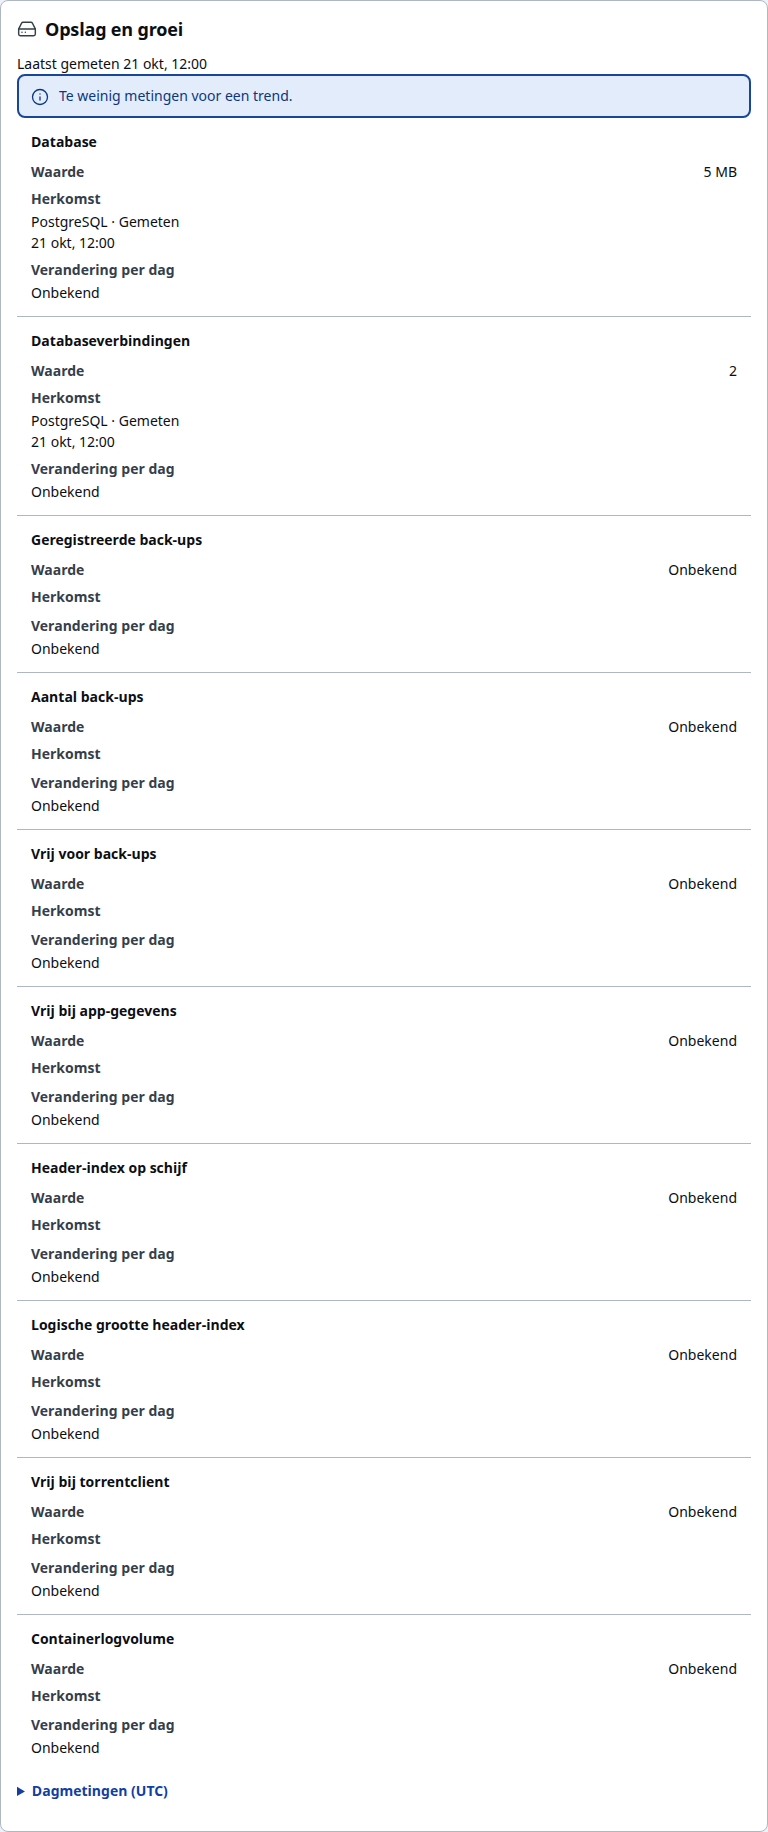 Opslag en groei
Laatst gemeten 21 okt, 12:00
Te weinig metingen voor een trend.
Database
Waarde 5 MB
Herkomst
PostgreSQL · Gemeten
21 okt, 12:00
Verandering per dag
Onbekend
Databaseverbindingen
Waarde 2
Herkomst
PostgreSQL · Gemeten
21 okt, 12:00
Verandering per dag
Onbekend
Geregistreerde back-ups
Waarde Onbekend
Herkomst
Verandering per dag
Onbekend
Aantal back-ups
Waarde Onbekend
Herkomst
Verandering per dag
Onbekend
Vrij voor back-ups
Waarde Onbekend
Herkomst
Verandering per dag
Onbekend
Vrij bij app-gegevens
Waarde Onbekend
Herkomst
Verandering per dag
Onbekend
Header-index op schijf
Waarde Onbekend
Herkomst
Verandering per dag
Onbekend
Logische grootte header-index
Waarde Onbekend
Herkomst
Verandering per dag
Onbekend
Vrij bij torrentclient
Waarde Onbekend
Herkomst
Verandering per dag
Onbekend
Containerlogvolume
Waarde Onbekend
Herkomst
Verandering per dag
Onbekend
Dagmetingen (UTC)